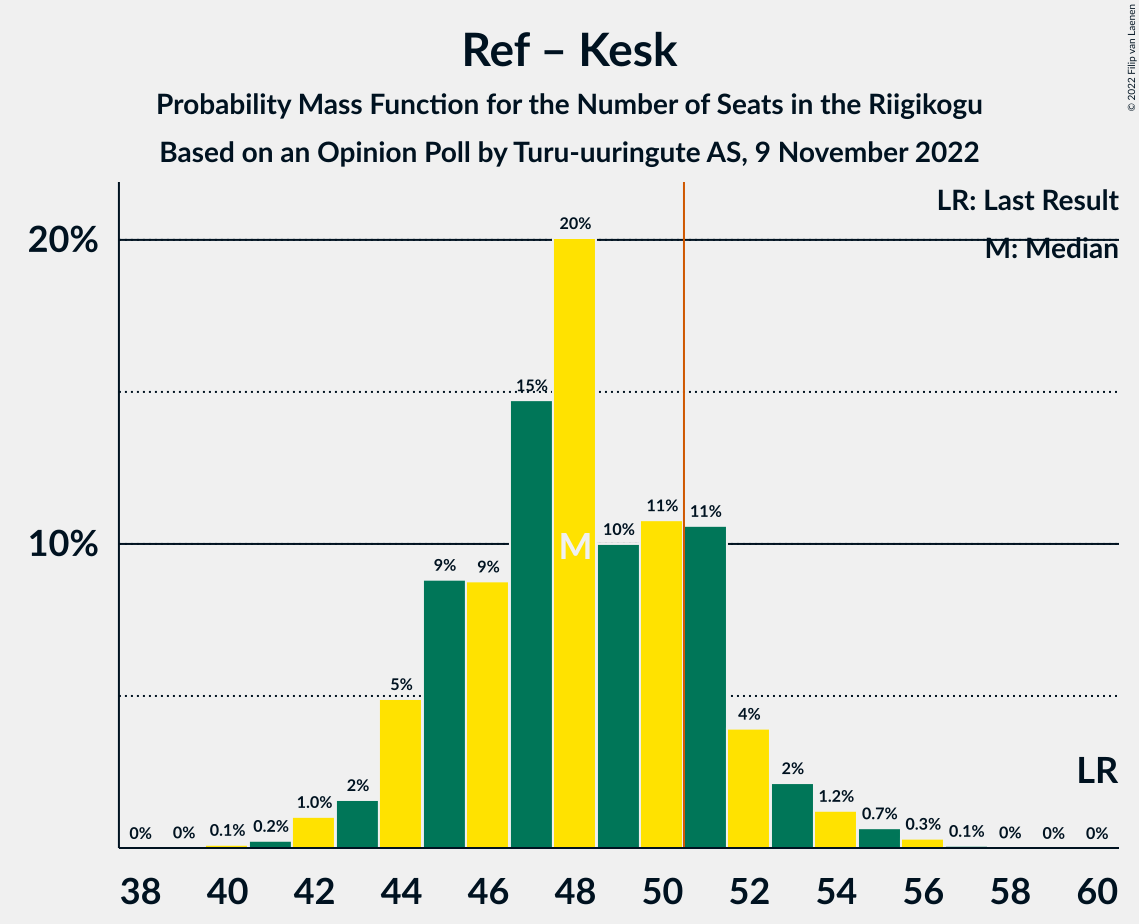 Ref – Kesk
Probability Mass Function for the Number of Seats in the Riigikogu
Based on an Opinion Poll by Turu-uuringute AS, 9 November 2022
© 2022 Filip van Laenen
LR: Last Result
M: Median
20%
10%
0% 0% 0.1% 0.2% 1.0% 2% 5% 9% 9% 15% 20% 10% 11% 11% 4% 2% 1.2% 0.7% 0.3% 0.1% 0% 0% 0%
M
LR
38 40 42 44 46 48 50 52 54 56 58 60